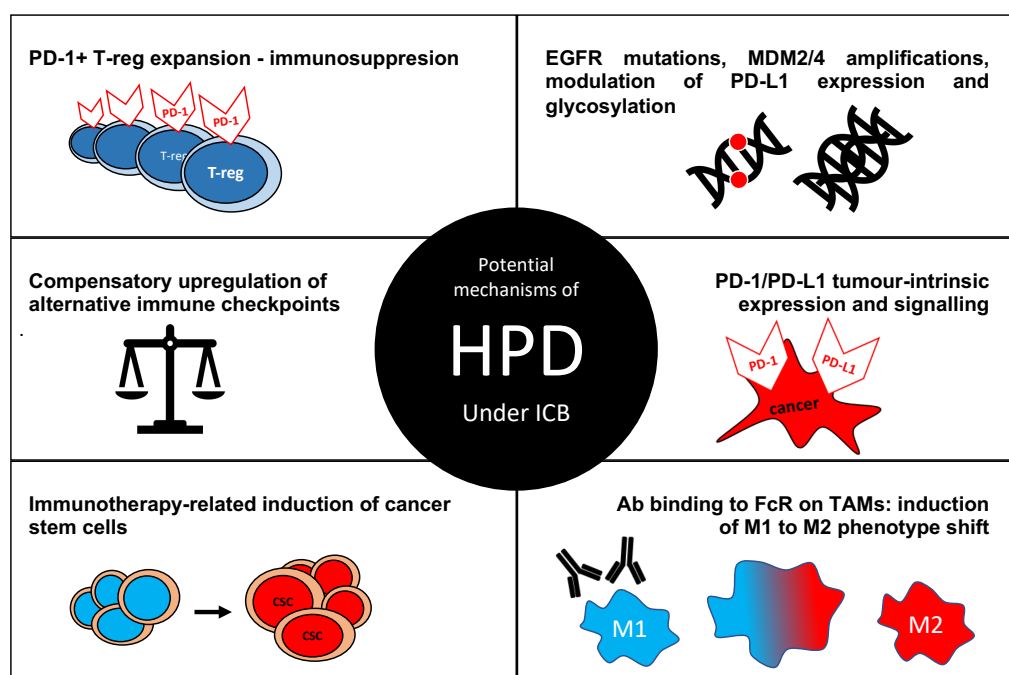 PD-1+ T-reg expansion - immunosuppresion
PD-1
PD-1
T-reg
T-reg
EGFR mutations, MDM2/4 amplifications,
modulation of PD-L1 expression and
glycosylation
Compensatory upregulation of
alternative immune checkpoints
.
Potential
mechanisms of
HPD
Under ICB
PD-1/PD-L1 tumour-intrinsic
expression and signalling
PD-1
PD-L1
cancer
Immunotherapy-related induction of cancer
stem cells
CSC
CSC
Ab binding to FcR on TAMs: induction
of M1 to M2 phenotype shift
M1
M2